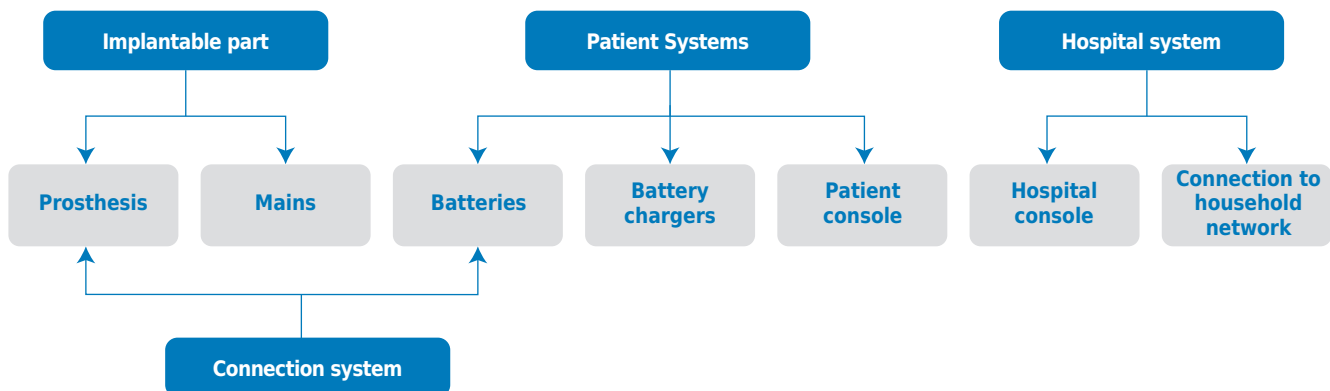 Implantable part
Patient Systems
Hospital system
Prosthesis
Mains
Batteries
Battery
chargers
Patient
console
Hospital
console
Connection to
household
network
Connection system